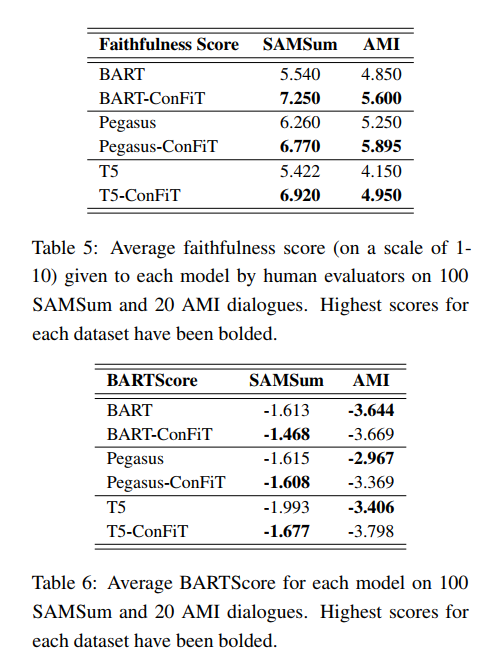 Faithfulness Score SAMSum AMI
BART 5.540 4.850
BART-ConFiT 7.250 5.600
Pegasus 6.260 5.250
Pegasus-ConFiT 6.770 5.895
T5 5.422 4.150
T5-ConFiT 6.920 4.950
Table 5: Average faithfulness score (on a scale of 1-
10) given to each model by human evaluators on 100
SAMSum and 20 AMI dialogues. Highest scores for
each dataset have been bolded.
BARTScore SAMSum AMI
BART -1.613 -3.644
BART-ConFiT -1.468 -3.669
Pegasus -1.615 -2.967
Pegasus-ConFiT -1.608 -3.369
T5 -1.993 -3.406
T5-ConFiT -1.677 -3.798
Table 6: Average BARTScore for each model on 100
SAMSum and 20 AMI dialogues. Highest scores for
each dataset have been bolded.